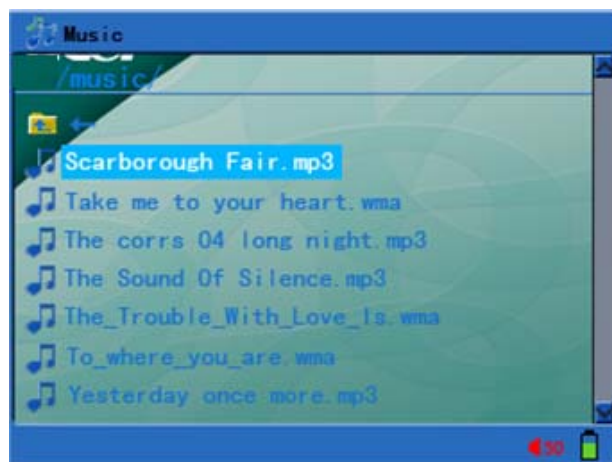 Music
/music/
Scarborough Fair.mp3
Take me to your heart.wma
The corrs 04 long night.mp3
The Sound Of Silence.mp3
The_Trouble_With_Love_Is.wma
To_where_you_are.wma
Yesterday once more.mp3
50